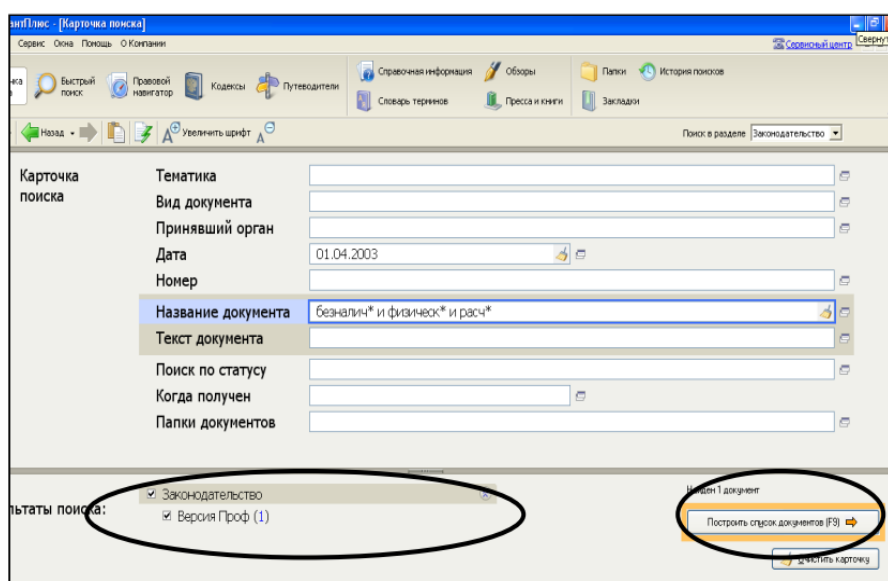 [Карточка поиска]
Сервис Окна Помощь О Компании
Сервисный центр
Быстрый поиск
Правовой навигатор
Кодексы
Путеводители
Справочная информация
Словарь терминов
Обзоры
Пресса и книги
Папки
Закладки
История поисков
Назад
Увеличить шрифт
Поиск в разделе Законодательство
Карточка поиска
Тематика
Вид документа
Принявший орган
Дата 01.04.2003
Номер
Название документа безналич* и физическ* и расч*
Текст документа
Поиск по статусу
Когда получен
Папки документов
поиска:
Законодательство
Версия Проф (1)
Найден 1 документ
Построить список документов (F9)
Очистить карточку